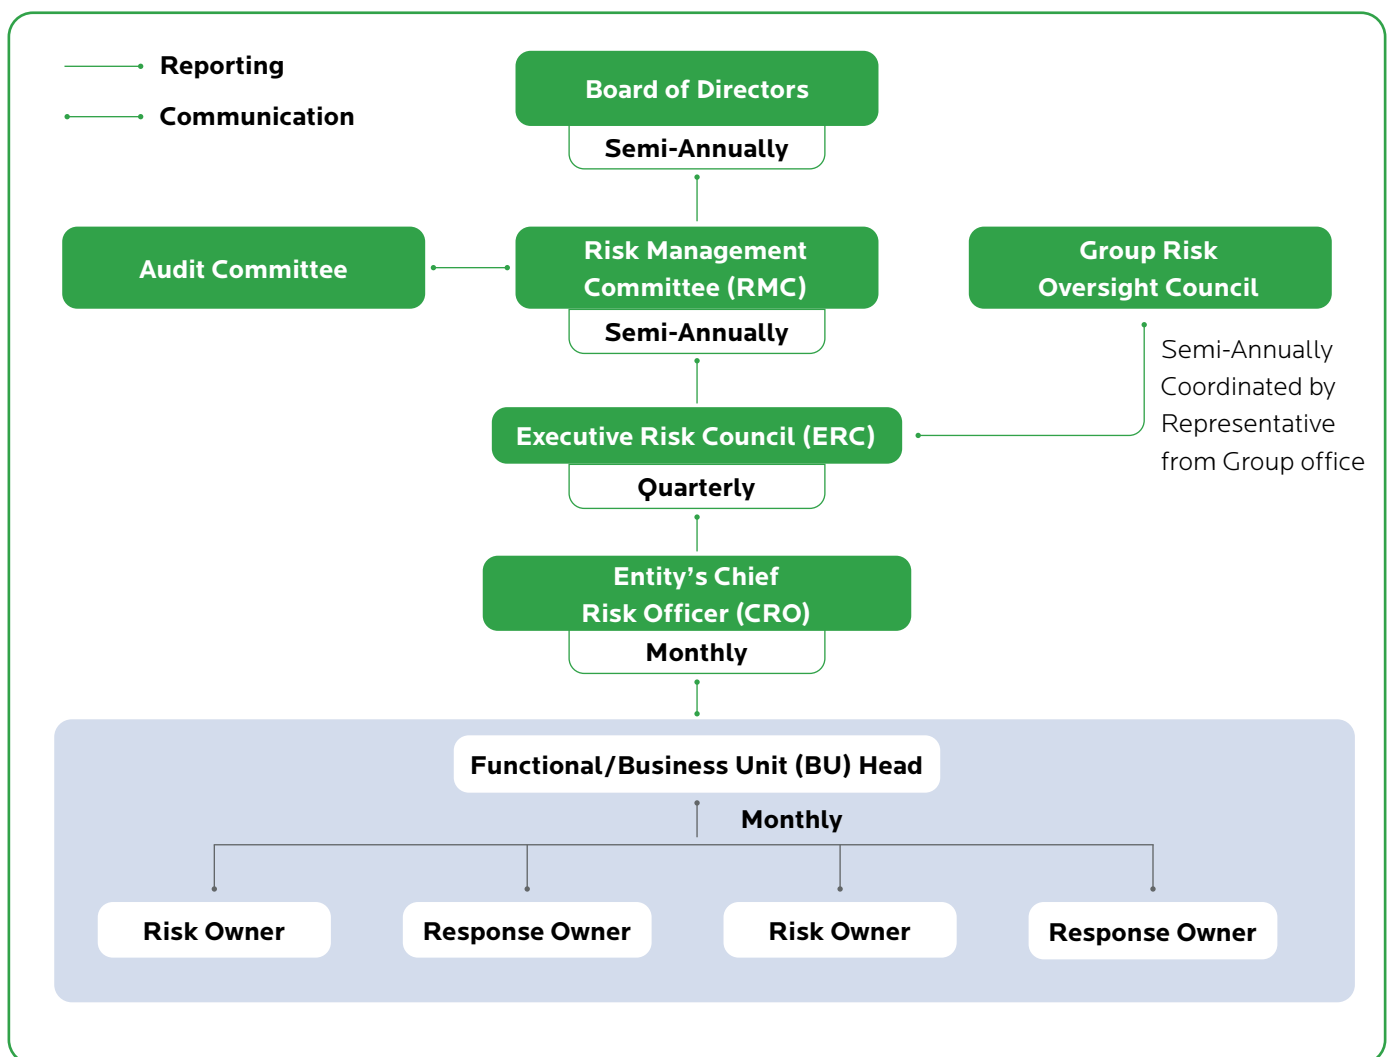 Reporting
Communication
Board of Directors
Semi-Annually
Audit Committee
Risk Management
Committee (RMC)
Semi-Annually
Group Risk
Oversight Council
Semi-Annually
Coordinated by
Representative
from Group office
Executive Risk Council (ERC)
Quarterly
Entity’s Chief
Risk Officer (CRO)
Monthly
Functional/Business Unit (BU) Head
Monthly
Risk Owner
Response Owner
Risk Owner
Response Owner